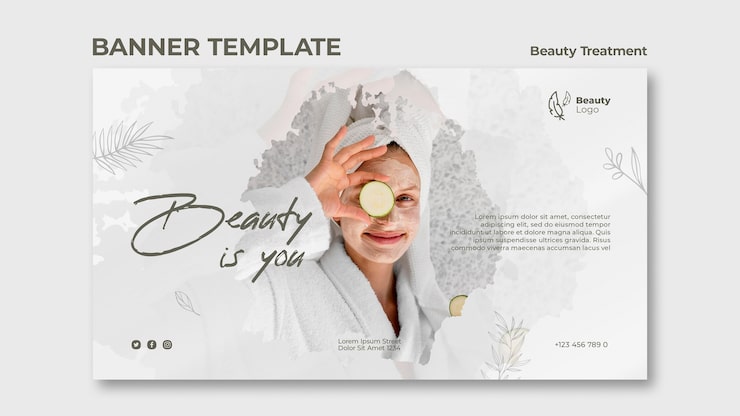 BANNER TEMPLATE
Beauty Treatment
Beauty
Logo
Beauty
is you
Lorem ipsum dolor sit amet, consectetur
adipiscing elit, sed do eiusmod tempor
incididunt ut labore et dolore magna aliqua. Quis
ipsum suspendisse ultrices gravida. Risus
commodo viverra maecenas accumsan lacus vel
Lorem Ipsum Street
Dolor Sit Amet 1234
+123 456 789 0